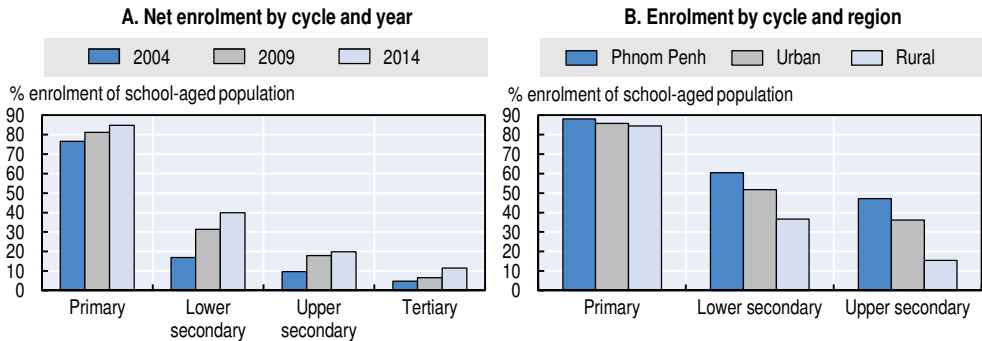 A. Net enrolment by cycle and year
2004 2009 2014
% enrolment of school-aged population
90
80
70
60
50
40
30
20
10
0
Primary Lower secondary Upper secondary Tertiary
B. Enrolment by cycle and region
Phnom Penh Urban Rural
% enrolment of school-aged population
90
80
70
60
50
40
30
20
10
0
Primary Lower secondary Upper secondary